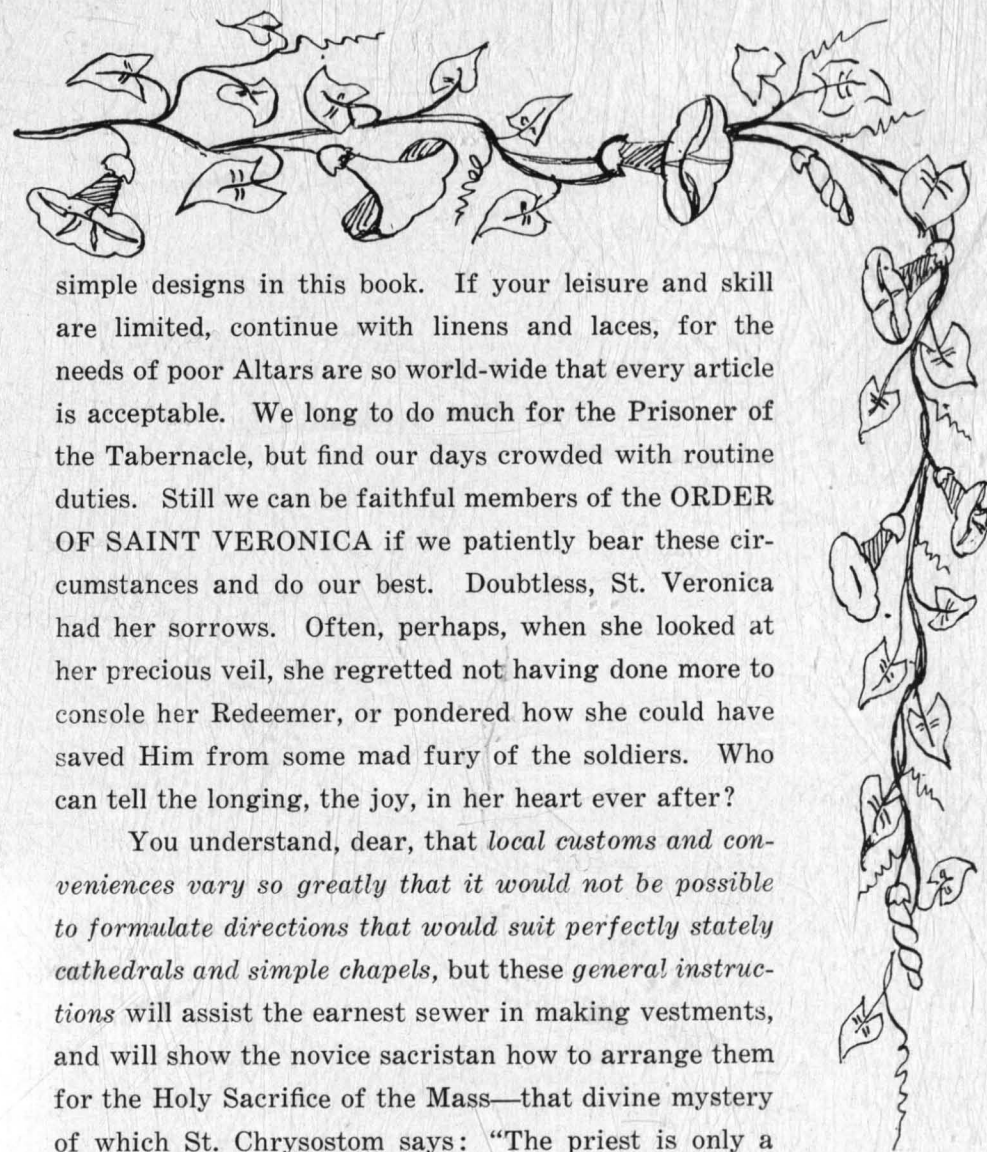 simple designs in this book. If your leisure and skill
are limited, continue with linens and laces, for the
needs of poor Altars are so world-wide that every article
is acceptable. We long to do much for the Prisoner of
the Tabernacle, but find our days crowded with routine
duties. Still we can be faithful members of the ORDER
OF SAINT VERONICA if we patiently bear these cir-
cumstances and do our best. Doubtless, St. Veronica
had her sorrows. Often, perhaps, when she looked at
her precious veil, she regretted not having done more to
console her Redeemer, or pondered how she could have
saved Him from some mad fury of the soldiers. Who
can tell the longing, the joy, in her heart ever after?
You understand, dear, that local customs and con-
veniences vary so greatly that it would not be possible
to formulate directions that would suit perfectly stately
cathedrals and simple chapels, but these general instruc-
tions will assist the earnest sewer in making vestments,
and will show the novice sacristan how to arrange them
for the Holy Sacrifice of the Mass—that divine mystery
of which St. Chrysostom says: “The priest is only a